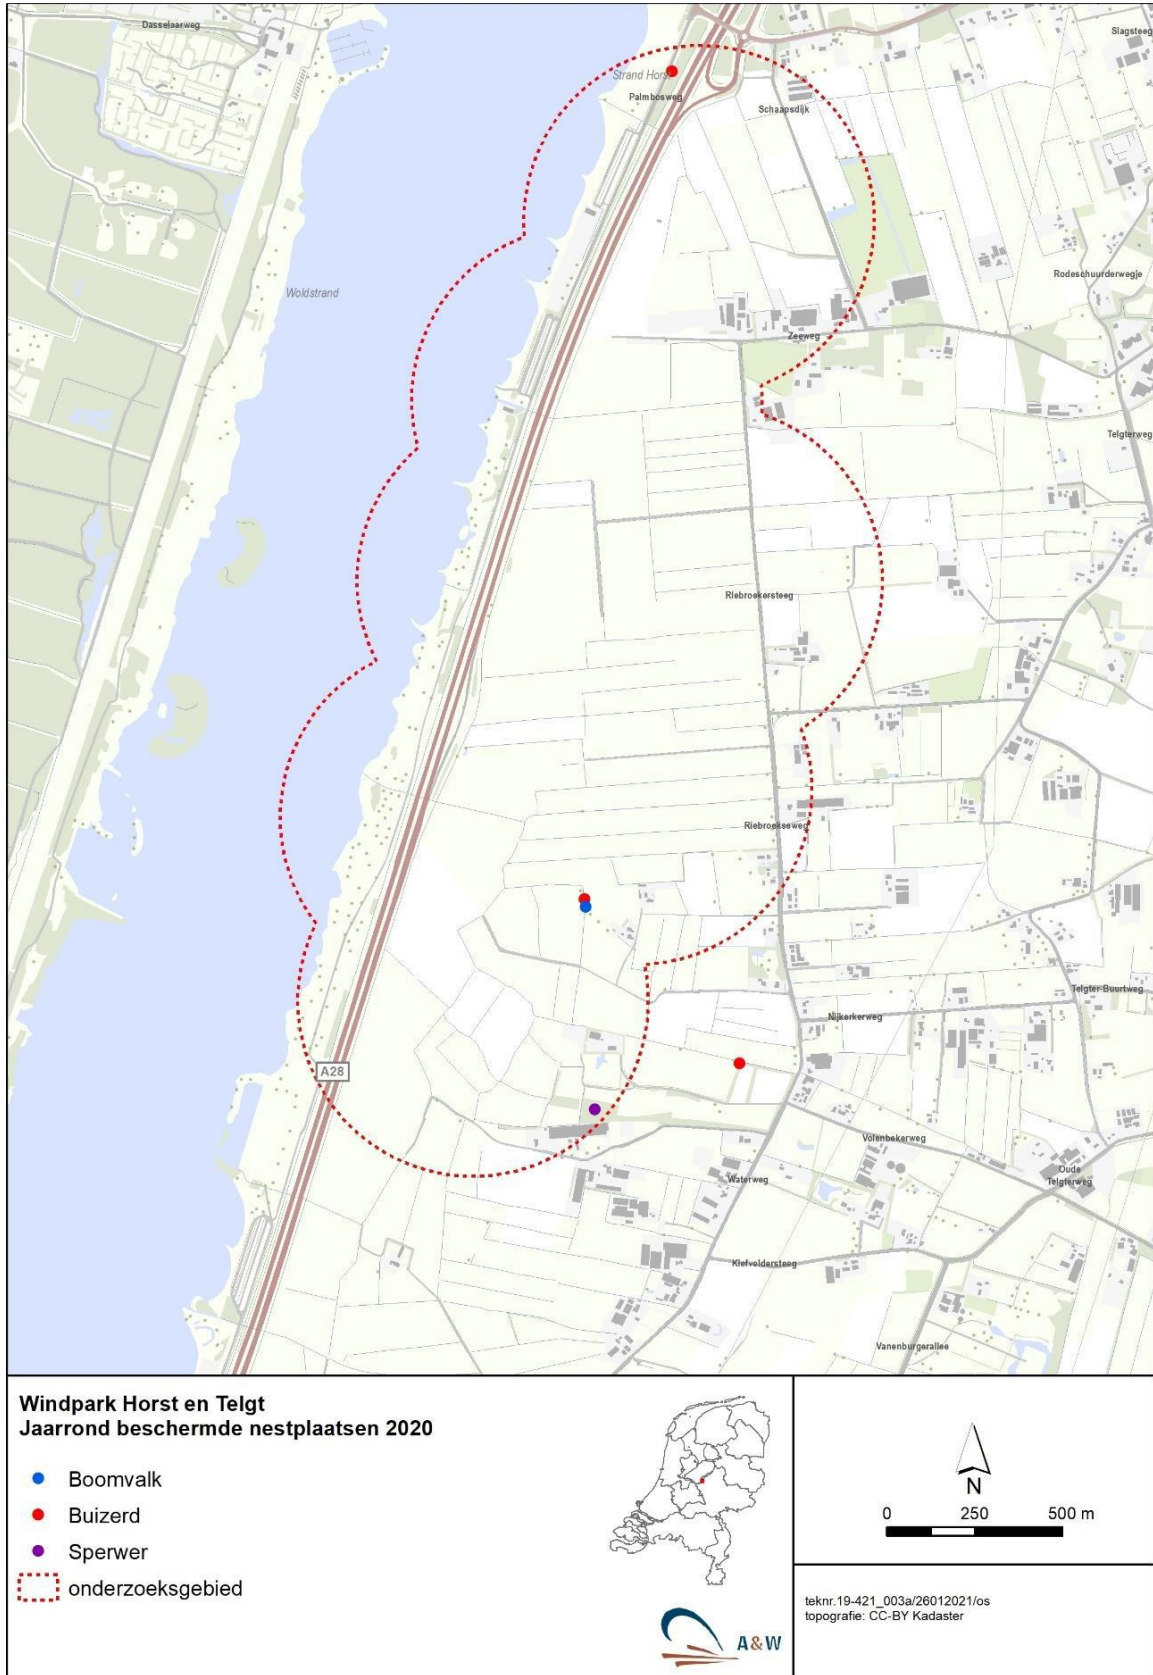 Dasselaarweg
Slagsteeg
Strand Horst
Palmbosweg
Schaapsdijk
Rodeschuurderwegje
Woldstrand
Zeeweg
Telgterweg
Riebroekersteeg
Riebroekseweg
Telgter-Buurtweg
Nijkerkerweg
A28
Volenbekerweg
Oude
Telgterweg
Waterweg
Kiefveldersteeg
Vanenburgerallee
Windpark Horst en Telgt
Jaarrond beschermde nestplaatsen 2020
Boomvalk
Buizerd
Sperwer
onderzoeksgebied
A&W
N
0 250 500 m
teknr.19-421_003a/26012021/os
topografie: CC-BY Kadaster